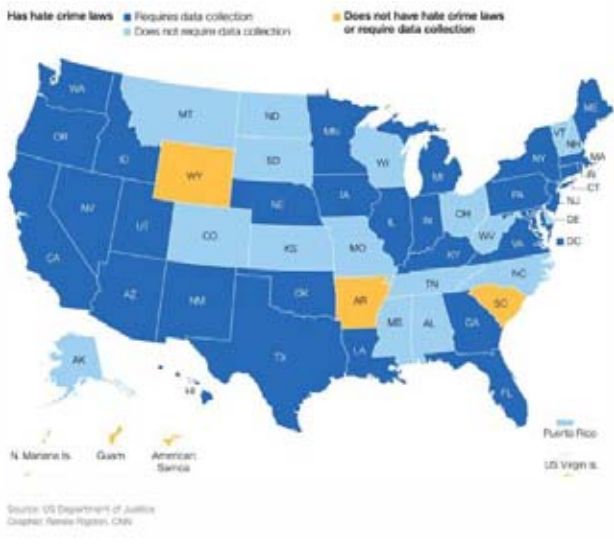 Has hate crime laws
Requires data collection
Does not require data collection
Does not have hate crime laws
or require data collection
WA
MT
ND
MN
ME
VT
NH
OR
ID
SD
WI
NY
MA
RI
CT
WY
MI
IA
NE
PA
NJ
NV
UT
CO
IL
IN
OH
DE
WV
VA
DC
CA
KS
MO
KY
NC
TN
AZ
NM
OK
AR
SC
MS
AL
GA
TX
LA
FL
AK
HI
Puerto Rico
N. Mariana Is.
Guam
American
Samoa
US Virgin Is.
Source: US Department of Justice
Graphic: Renée Rigdon, CNN